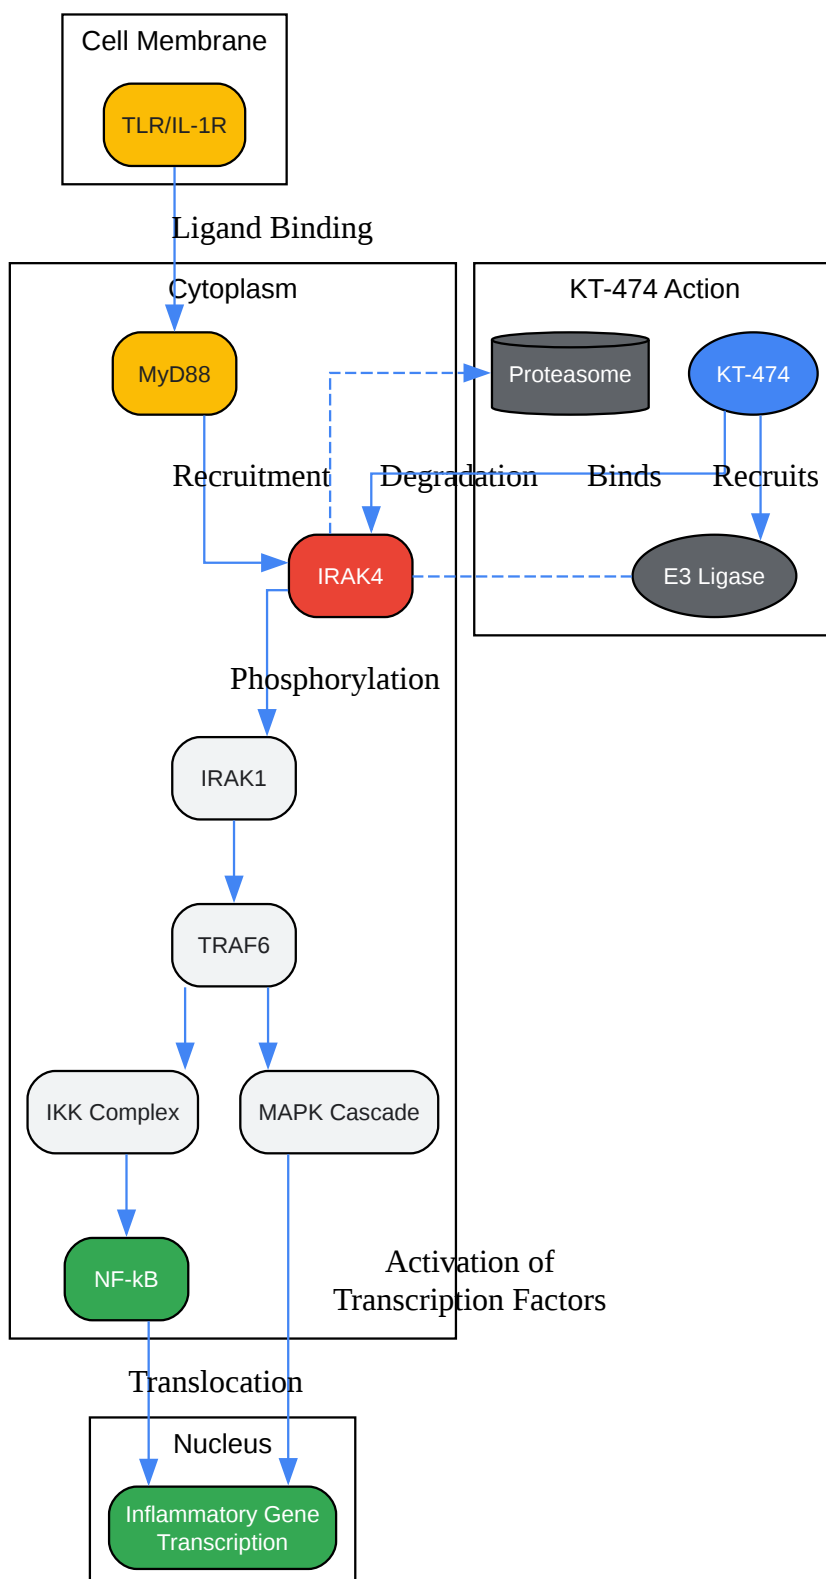 Cell Membrane
TLR/IL-1R
Ligand Binding
Cytoplasm
KT-474 Action
MyD88
Proteasome
KT-474
Recruitment
Degradation
Binds
Recruits
IRAK4
E3 Ligase
Phosphorylation
IRAK1
TRAF6
IKK Complex
MAPK Cascade
NF-kB
Activation of
Transcription Factors
Translocation
Nucleus
Inflammatory Gene
Transcription